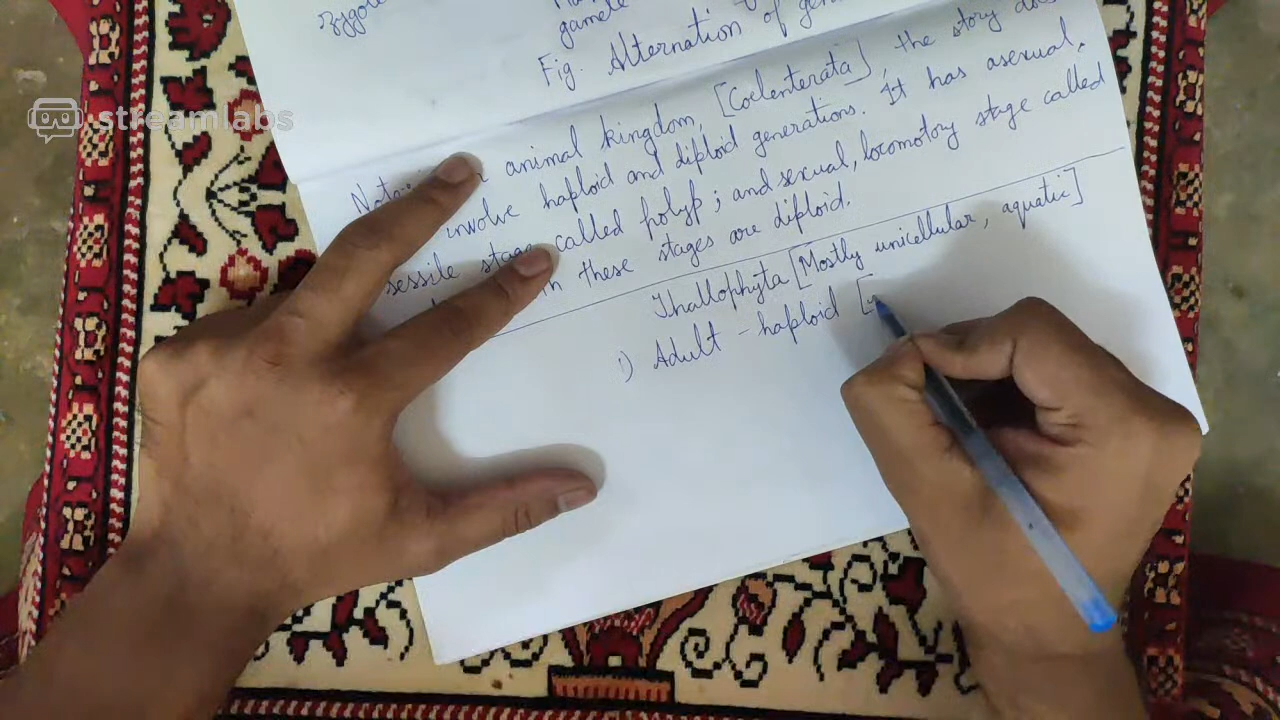 streamlabs
zygote
gamete
Fig. Alternation of gen
animal kingdom, [Coelenterata], the story does
involve haploid and diploid generations. It has asexual,
sessile stage called polyp; and sexual, locomotory stage called
these stages are diploid.
Thallophyta [Mostly unicellular, aquatic]
1) Adult - haploid [